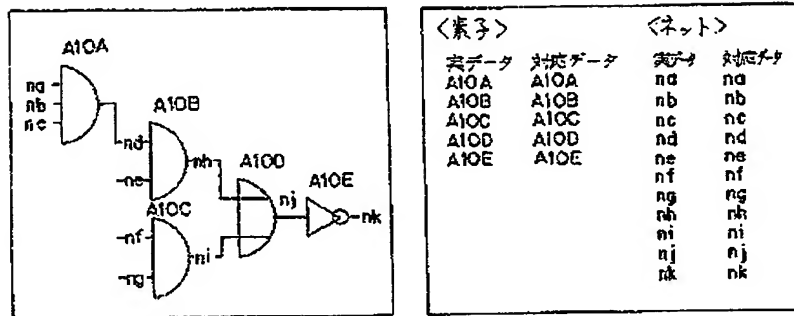 A10A
na
nb
nc
A10B
nd
ne
nh
A10C
nf
ng
ni
A10D
nj
A10E
nk
<素子> <ネット>
実データ 対応データ 実データ 対応データ
A10A A10A na na
A10B A10B nb nb
A10C A10C nc nc
A10D A10D nd nd
A10E A10E ne ne
nf nf
ng ng
nh nh
ni ni
nj nj
nk nk